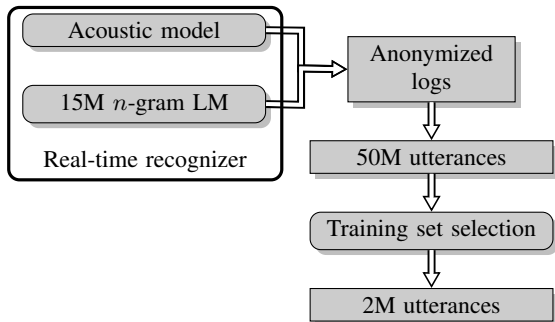 Acoustic model
15M n-gram LM
Real-time recognizer
Anonymized
logs
50M utterances
Training set selection
2M utterances